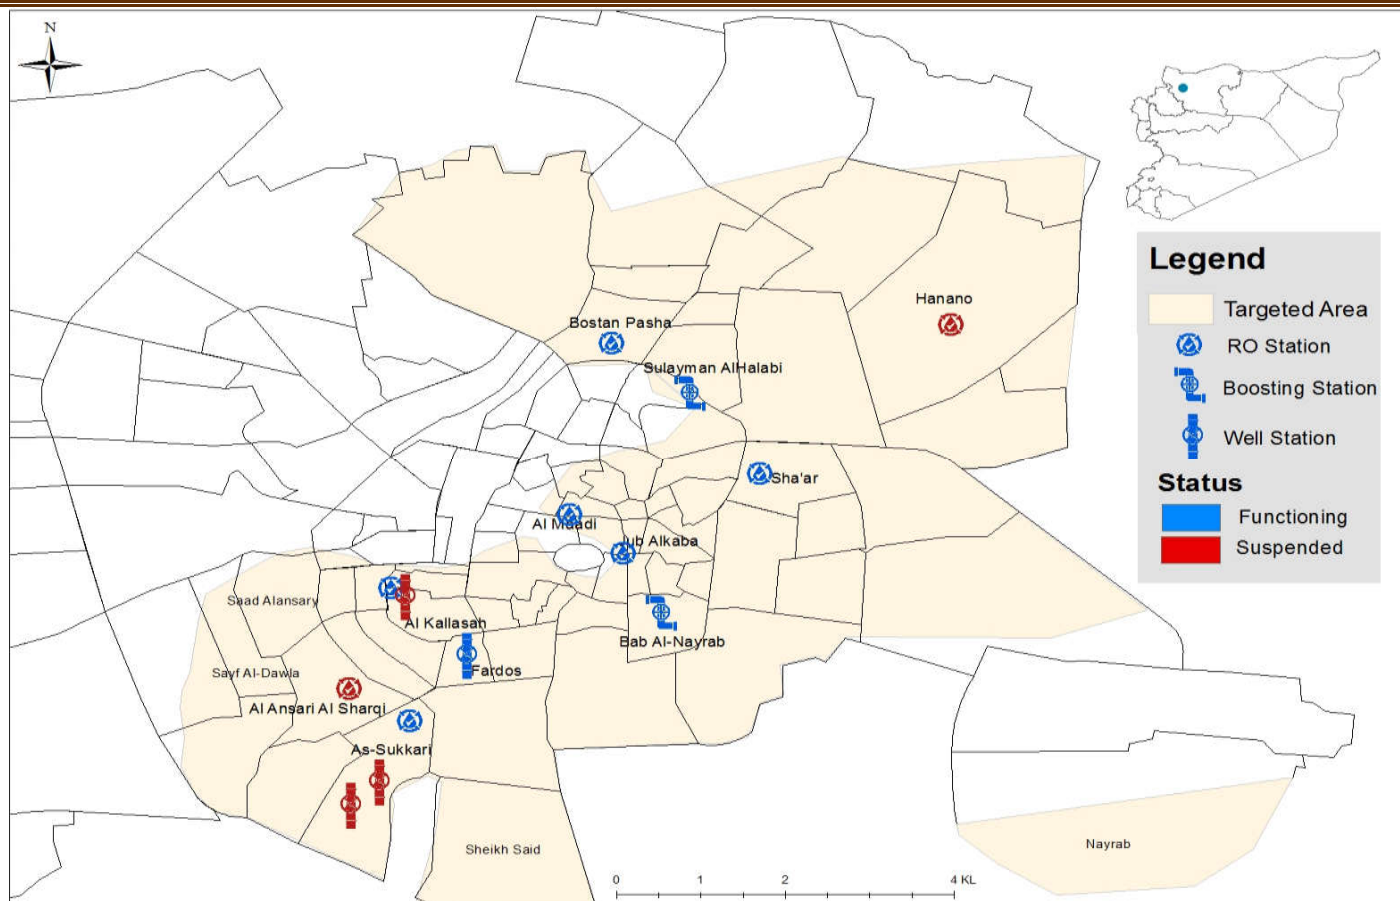 N
Hanano
Bostan Pasha
Sulayman AlHalabi
Sha'ar
Al Muadi
Jub Alkaba
Saad Alansary
Al Kallasah
Bab Al-Nayrab
Sayf Al-Dawla
Fardos
Al Ansari Al Sharqi
As-Sukkari
Sheikh Said
Nayrab
0 1 2 4 KL
Legend
Targeted Area
RO Station
Boosting Station
Well Station
Status
Functioning
Suspended